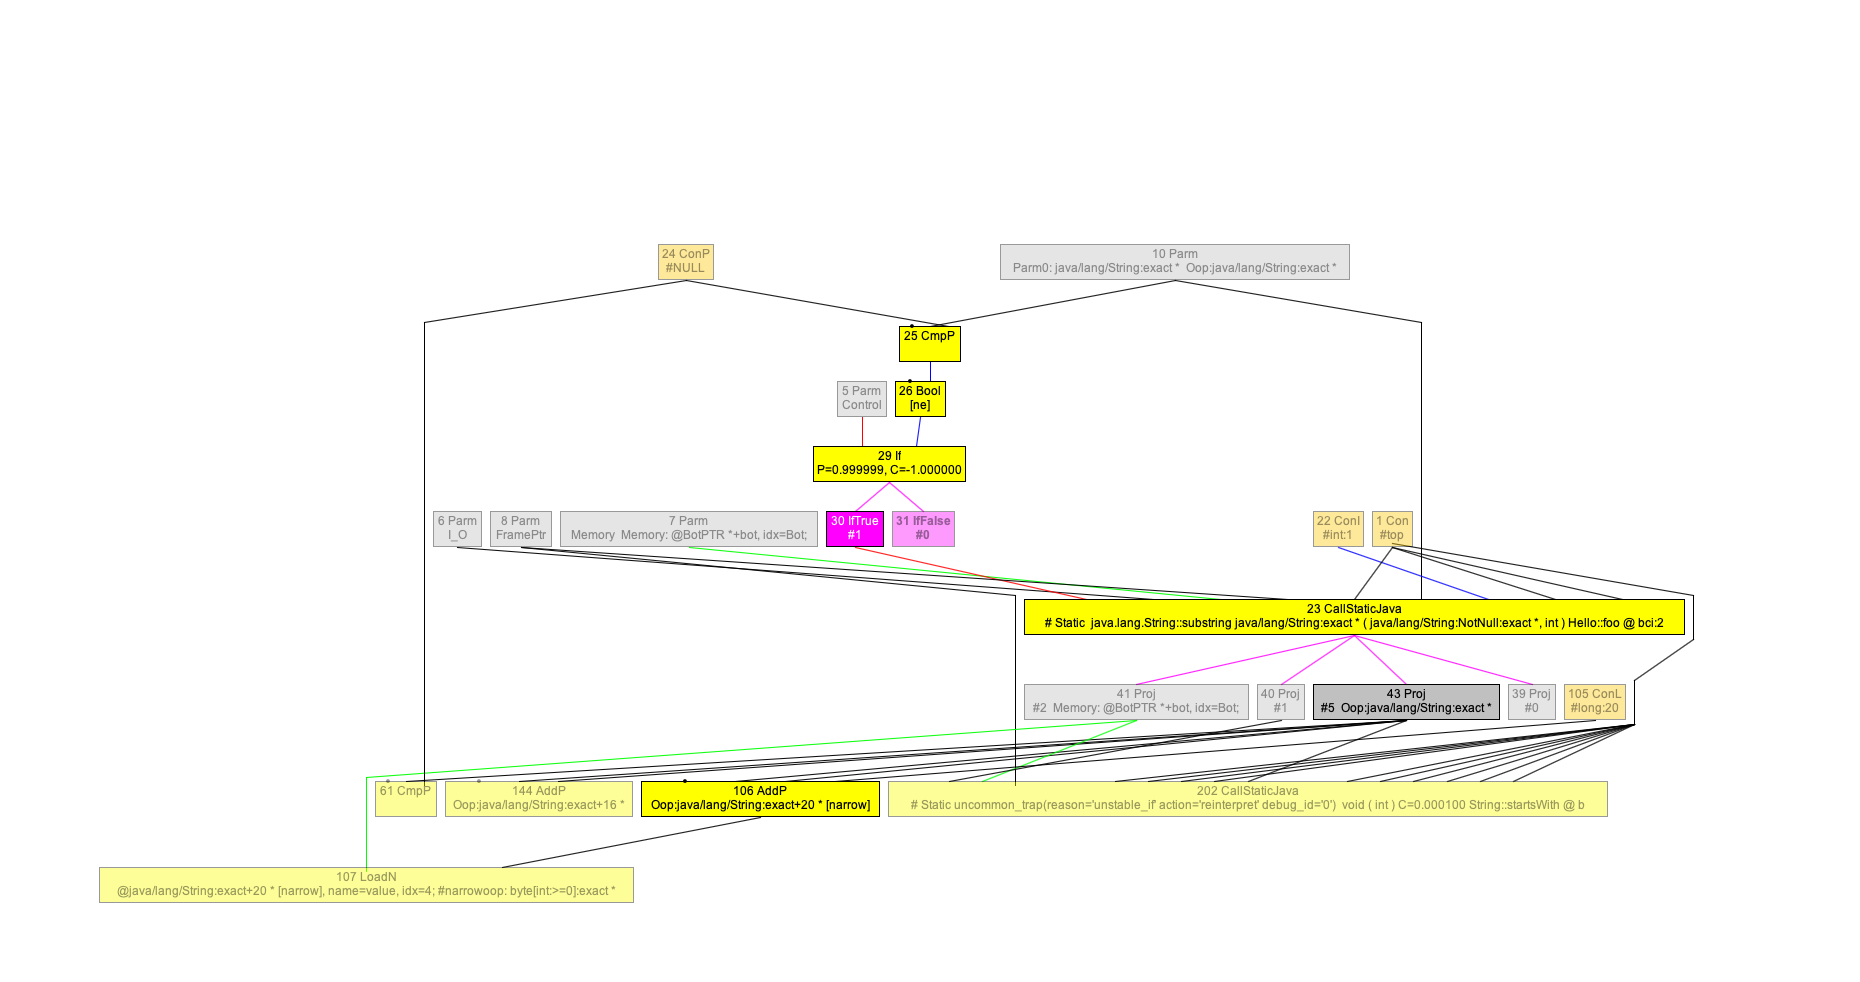 24 ConP
#NULL
10 Parm
Parm0: java/lang/String:exact *  Oop:java/lang/String:exact *
25 CmpP
5 Parm
Control
26 Bool
[ne]
29 If
P=0.999999, C=-1.000000
6 Parm
I_O
8 Parm
FramePtr
7 Parm
Memory  Memory: @BotPTR *+bot, idx=Bot;
30 IfTrue
#1
31 IfFalse
#0
22 ConI
#int:1
1 Con
#top
23 CallStaticJava
# Static  java.lang.String::substring java/lang/String:exact * ( java/lang/String:NotNull:exact *, int ) Hello::foo @ bci:2
41 Proj
#2  Memory: @BotPTR *+bot, idx=Bot;
40 Proj
#1
43 Proj
#5  Oop:java/lang/String:exact *
39 Proj
#0
105 ConL
#long:20
61 CmpP
144 AddP
Oop:java/lang/String:exact+16 *
106 AddP
Oop:java/lang/String:exact+20 * [narrow]
202 CallStaticJava
# Static uncommon_trap(reason='unstable_if' action='reinterpret' debug_id='0')  void ( int ) C=0.000100 String::startsWith @ b
107 LoadN
@java/lang/String:exact+20 * [narrow], name=value, idx=4; #narrowoop: byte[int:>=0]:exact *